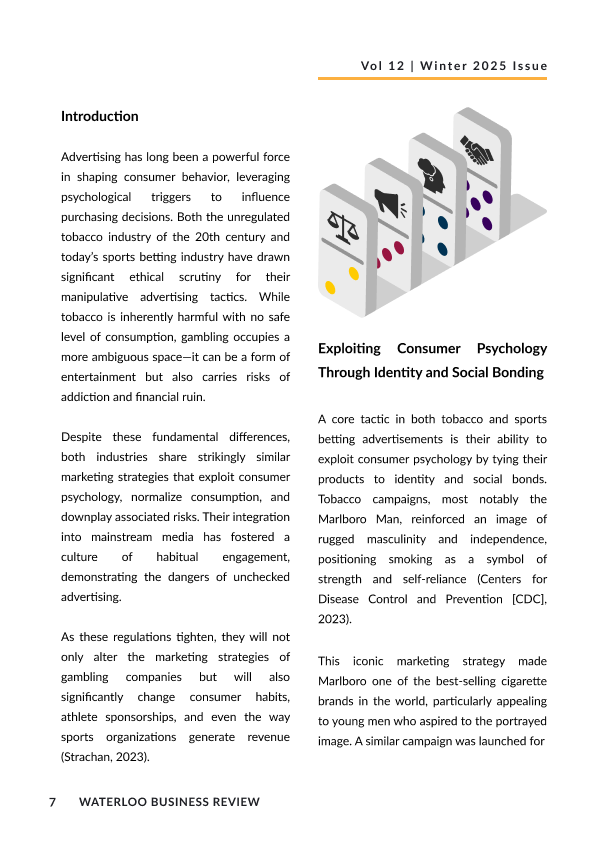 Vol 12 | Winter 2025 Issue
Introduction
Advertising has long been a powerful force
in shaping consumer behavior, leveraging
psychological triggers to influence
purchasing decisions. Both the unregulated
tobacco industry of the 20th century and
today's sports betting industry have drawn
significant ethical scrutiny for their
manipulative advertising tactics. While
tobacco is inherently harmful with no safe
level of consumption, gambling occupies a
more ambiguous space—it can be a form of
entertainment but also carries risks of
addiction and financial ruin.
Despite these fundamental differences,
both industries share strikingly similar
marketing strategies that exploit consumer
psychology, normalize consumption, and
downplay associated risks. Their integration
into mainstream media has fostered a
culture of habitual engagement,
demonstrating the dangers of unchecked
advertising.
As these regulations tighten, they will not
only alter the marketing strategies of
gambling companies but will also
significantly change consumer habits,
athlete sponsorships, and even the way
sports organizations generate revenue
(Strachan, 2023).
Exploiting Consumer Psychology
Through Identity and Social Bonding
A core tactic in both tobacco and sports
betting advertisements is their ability to
exploit consumer psychology by tying their
products to identity and social bonds.
Tobacco campaigns, most notably the
Marlboro Man, reinforced an image of
rugged masculinity and independence,
positioning smoking as a symbol of
strength and self-reliance (Centers for
Disease Control and Prevention [CDC],
2023).
This iconic marketing strategy made
Marlboro one of the best-selling cigarette
brands in the world, particularly appealing
to young men who aspired to the portrayed
image. A similar campaign was launched for
7 WATERLOO BUSINESS REVIEW